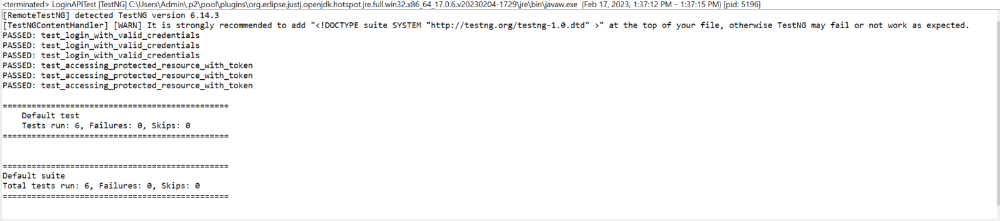 <terminated> LoginAPITest [TestNG] C:\Users\Admin\.p2\pool\plugins\org.eclipse.justj.openjdk.hotspot.jre.full.win32.x86_64_17.0.6.v20230204-1729\jre\bin\javaw.exe (Feb 17, 2023, 1:37:12 PM – 1:37:15 PM) [pid: 5196]
[RemoteTestNG] detected TestNG version 6.14.3
[TestNGContentHandler] [WARN] It is strongly recommended to add "<!DOCTYPE suite SYSTEM "http://testng.org/testng-1.0.dtd" >" at the top of your file, otherwise TestNG may fail or not work as expected.
PASSED: test_login_with_valid_credentials
PASSED: test_login_with_valid_credentials
PASSED: test_login_with_valid_credentials
PASSED: test_accessing_protected_resource_with_token
PASSED: test_accessing_protected_resource_with_token
PASSED: test_accessing_protected_resource_with_token
===============================================
    Default test
    Tests run: 6, Failures: 0, Skips: 0
===============================================
===============================================
Default suite
Total tests run: 6, Failures: 0, Skips: 0
===============================================